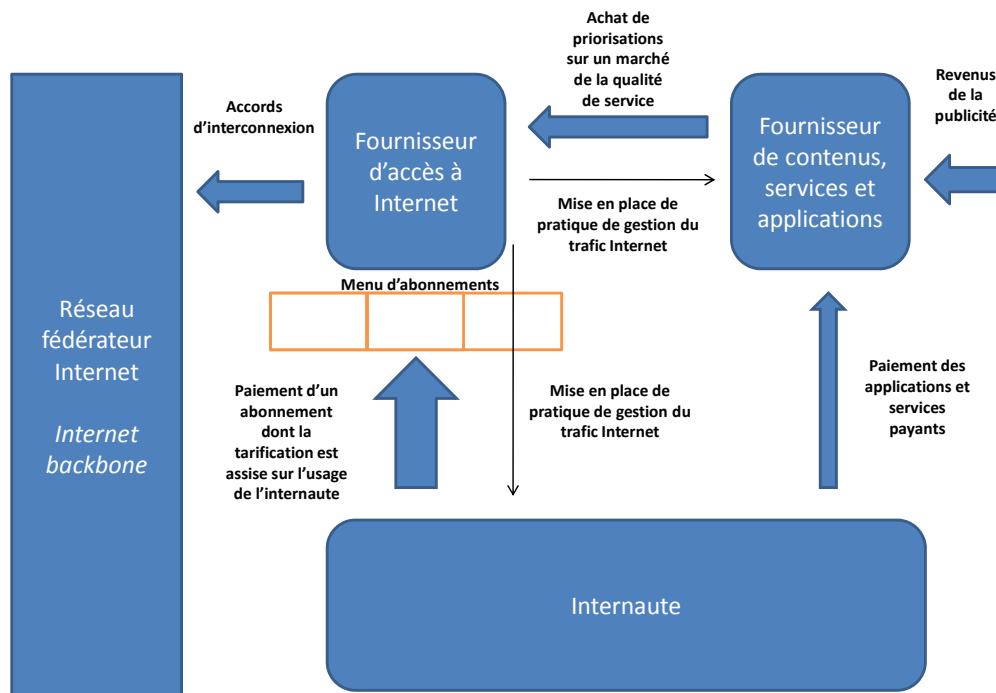 Achat de
priorisations
sur un marché
de la qualité
de service
Revenus
de la
publicité
Accords
d’interconnexion
Fournisseur
d’accès à
Internet
Fournisseur
de contenus,
services et
applications
Mise en place de
pratique de gestion du
trafic Internet
Menu d’abonnements
Réseau
fédérateur
Internet
Internet
backbone
Paiement d’un
abonnement
dont la
tarification est
assise sur l’usage
de l’internaute
Mise en place de
pratique de gestion du
trafic Internet
Paiement des
applications et
services
payants
Internaute